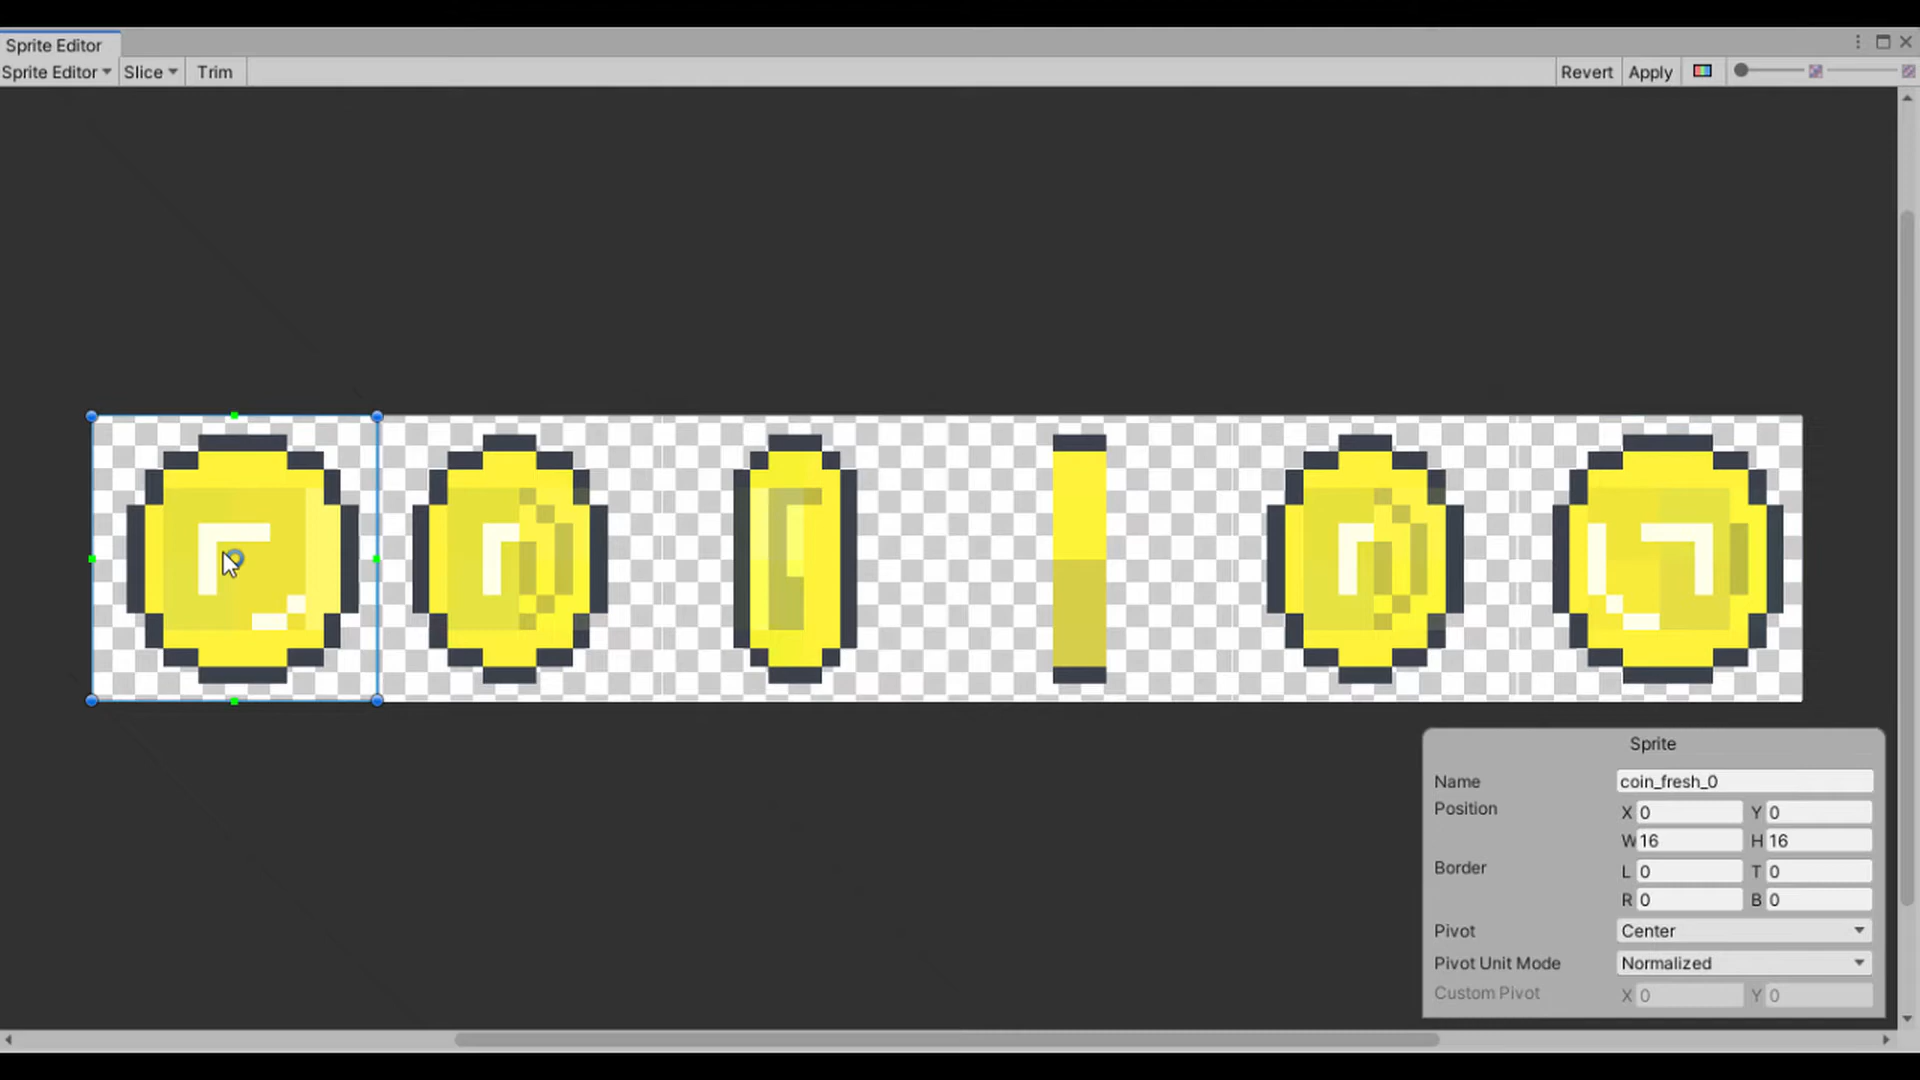 Sprite Editor
Sprite Editor Slice Trim Revert Apply
Sprite
Name coin_fresh_0
Position X 0 Y 0
W 16 H 16
Border L 0 T 0
R 0 B 0
Pivot Center
Pivot Unit Mode Normalized
Custom Pivot X 0 Y 0